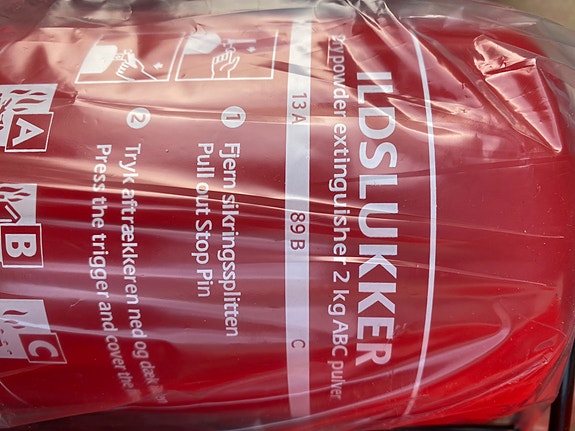 ILDSLUKKER
powder extinguisher 2 kg ABC pulver
13 A 89 B C
1 Fjern sikringssplitten
Pull out Stop Pin
2 Tryk aftrækkeren ned og dæk
Press the trigger and cover the
A
B
C